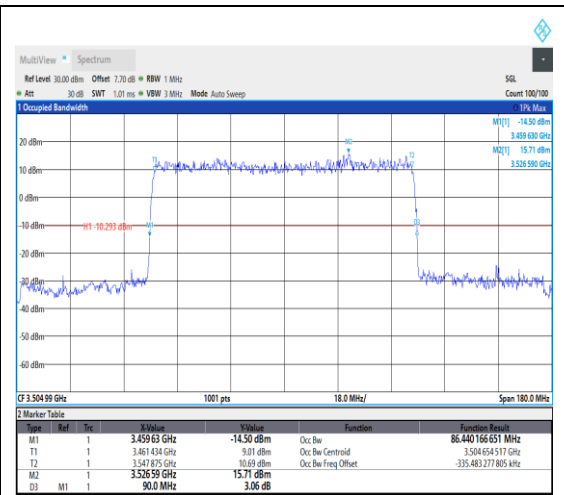 MultiView Spectrum
Ref Level 30.00 dBm Offset 7.70 dB RBW 1 MHz SGL
Att 30 dB SWT 1.01 ms VBW 3 MHz Mode Auto Sweep Count 100/100
1 Occupied Bandwidth 1Pk Max
M1[1] -14.50 dBm
3.459 630 GHz
M2[1] 15.71 dBm
3.526 590 GHz
M2
20 dBm
T1 T2
10 dBm
0 dBm
-10 dBm H1 -10.293 dBm M1 D3
-20 dBm
-30 dBm
-40 dBm
-50 dBm
-60 dBm
CF 3.504 99 GHz 1001 pts 18.0 MHz/ Span 180.0 MHz
2 Marker Table
Type Ref Trc X-Value Y-Value Function Function Result
M1 1 3.459 63 GHz -14.50 dBm Occ Bw 86.440 166 651 MHz
T1 1 3.461 434 GHz 9.01 dBm Occ Bw Centroid 3.504 654 517 GHz
T2 1 3.547 875 GHz 10.69 dBm Occ Bw Freq Offset -335.483 277 805 kHz
M2 1 3.526 59 GHz 15.71 dBm
D3 M1 1 90.0 MHz 3.06 dB